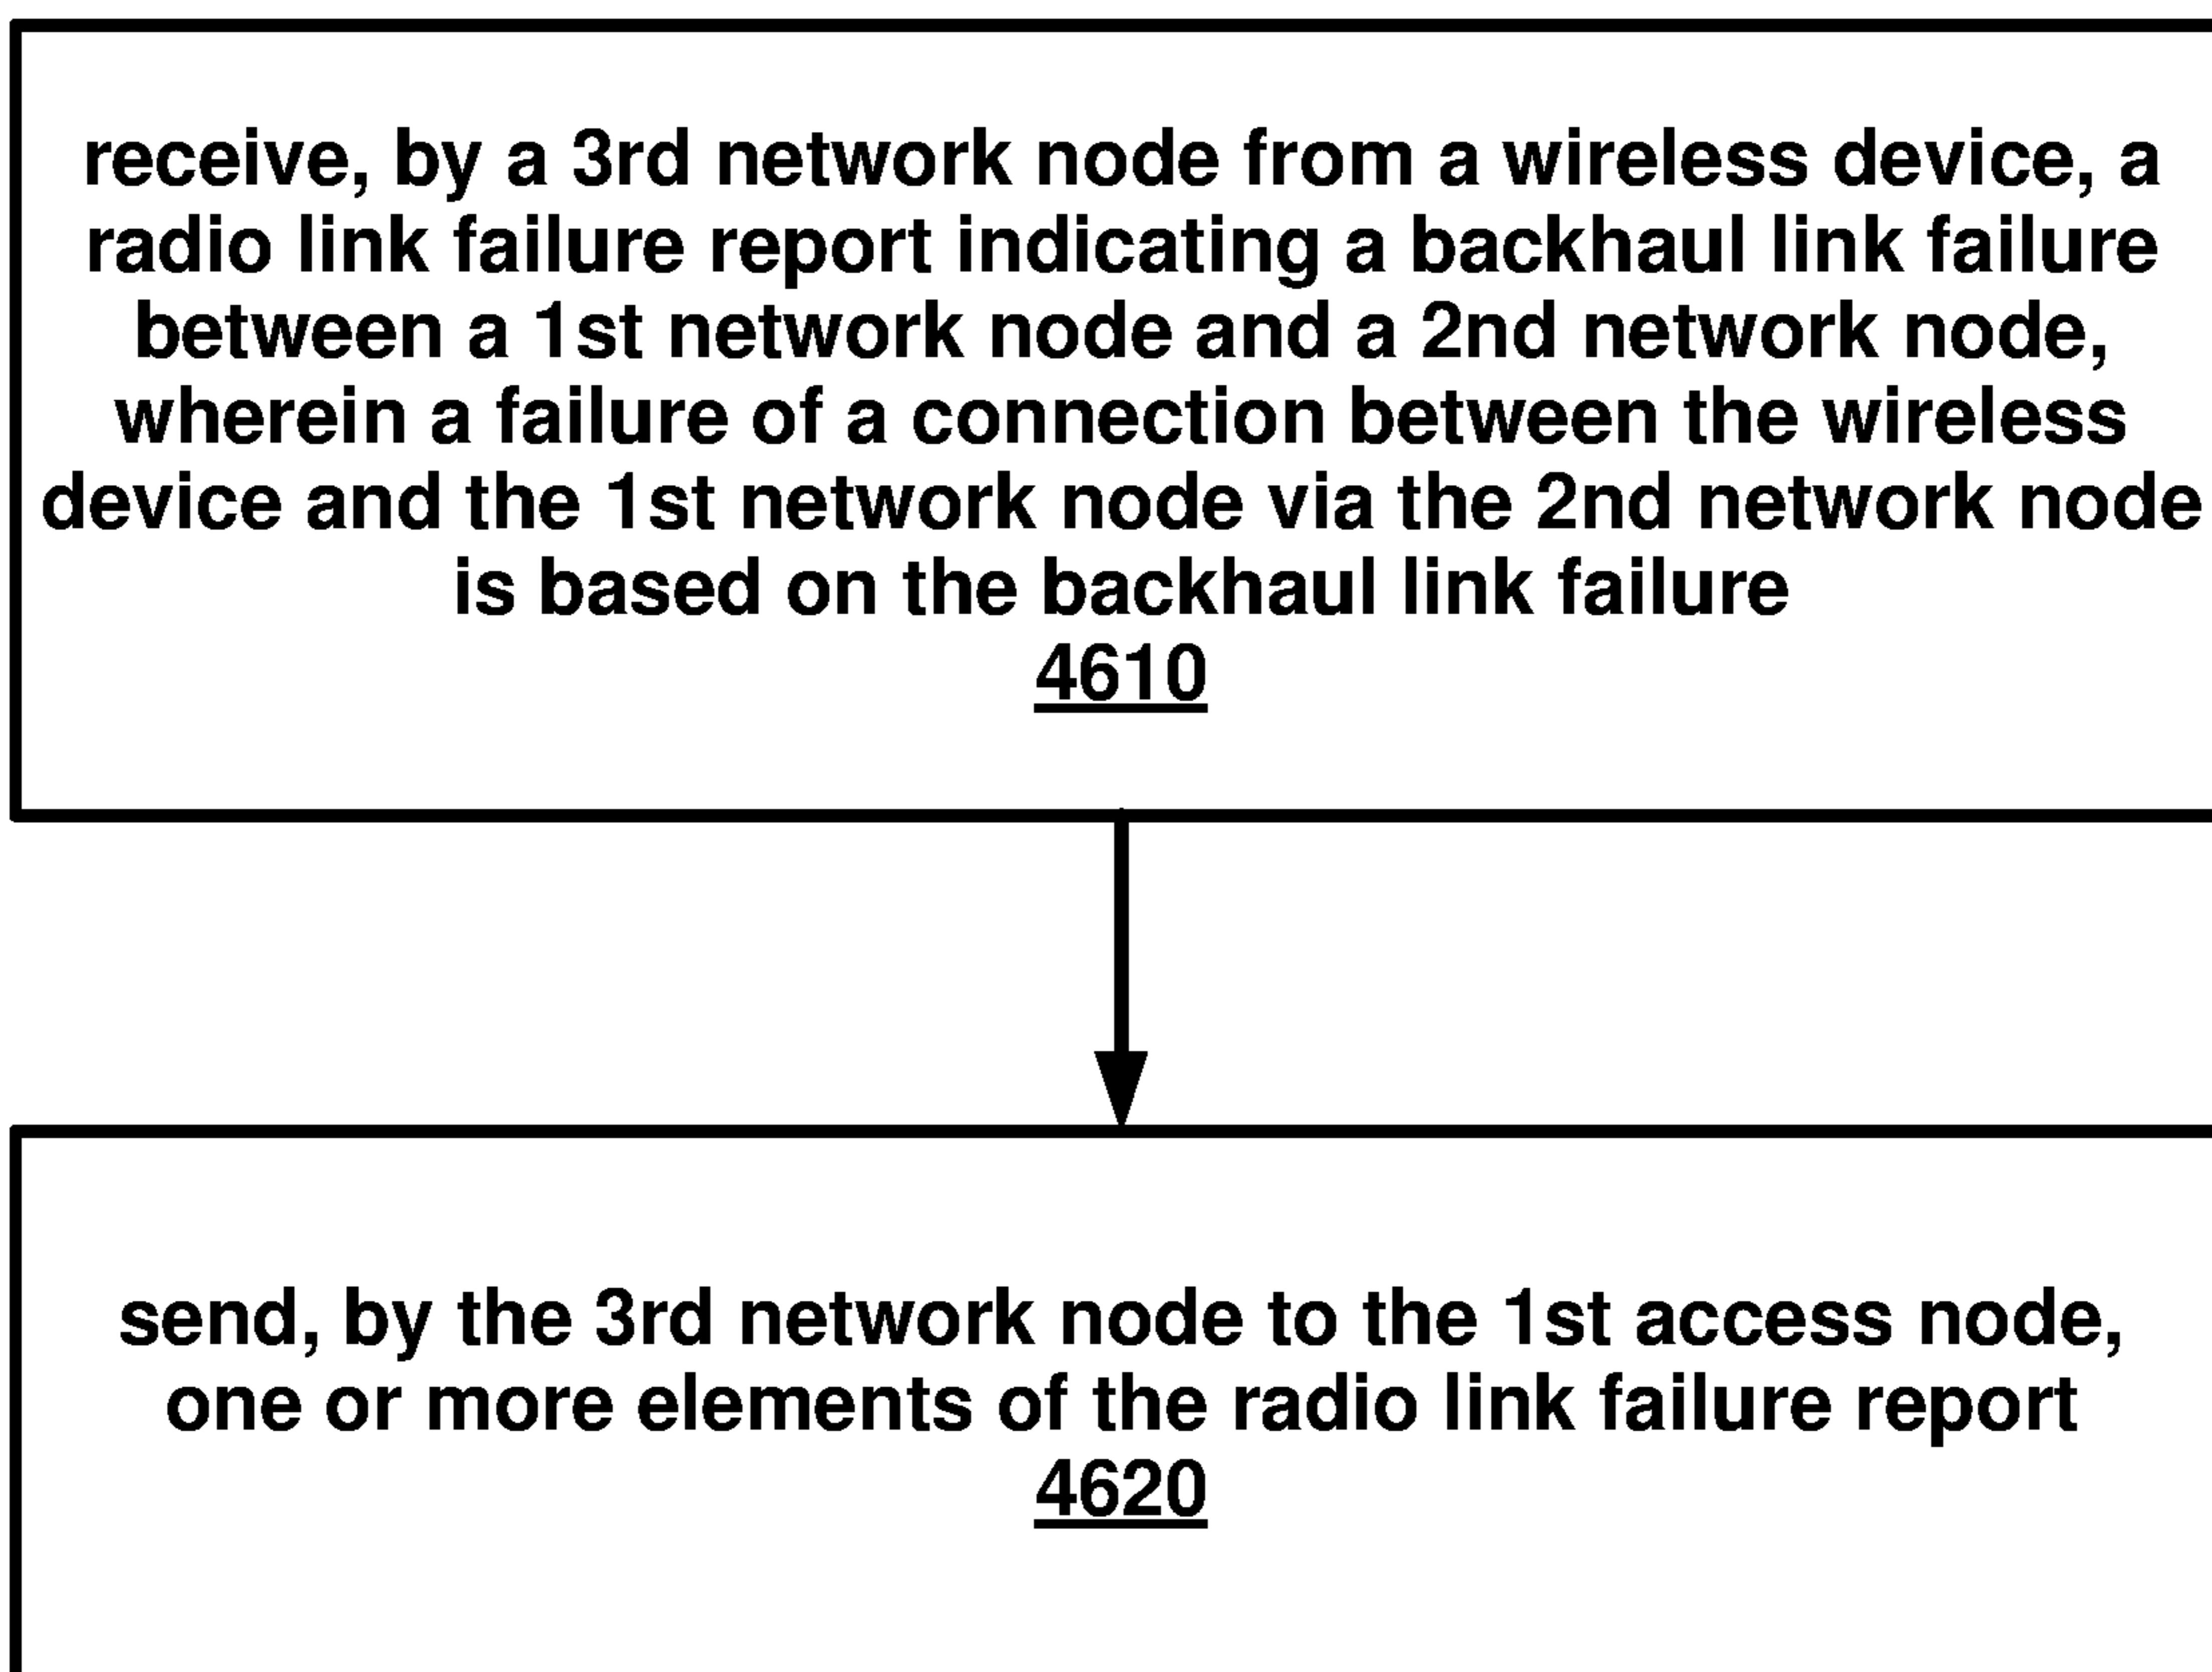 receive, by a 3rd network node from a wireless device, a
radio link failure report indicating a backhaul link failure
between a 1st network node and a 2nd network node,
wherein a failure of a connection between the wireless
device and the 1st network node via the 2nd network node
is based on the backhaul link failure
4610
send, by the 3rd network node to the 1st access node,
one or more elements of the radio link failure report
4620